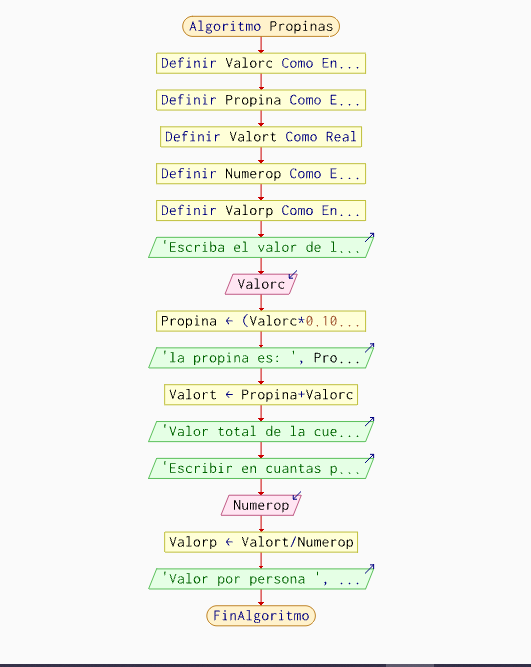 Algoritmo Propinas
Definir Valorc Como En...
Definir Propina Como E...
Definir Valort Como Real
Definir Numerop Como E...
Definir Valorp Como En...
'Escriba el valor de l...
Valorc
Propina ← (Valorc*0.10...
'la propina es: ', Pro...
Valort ← Propina+Valorc
'Valor total de la cue...
'Escribir en cuantas p...
Numerop
Valorp ← Valort/Numerop
'Valor por persona ', ...
FinAlgoritmo